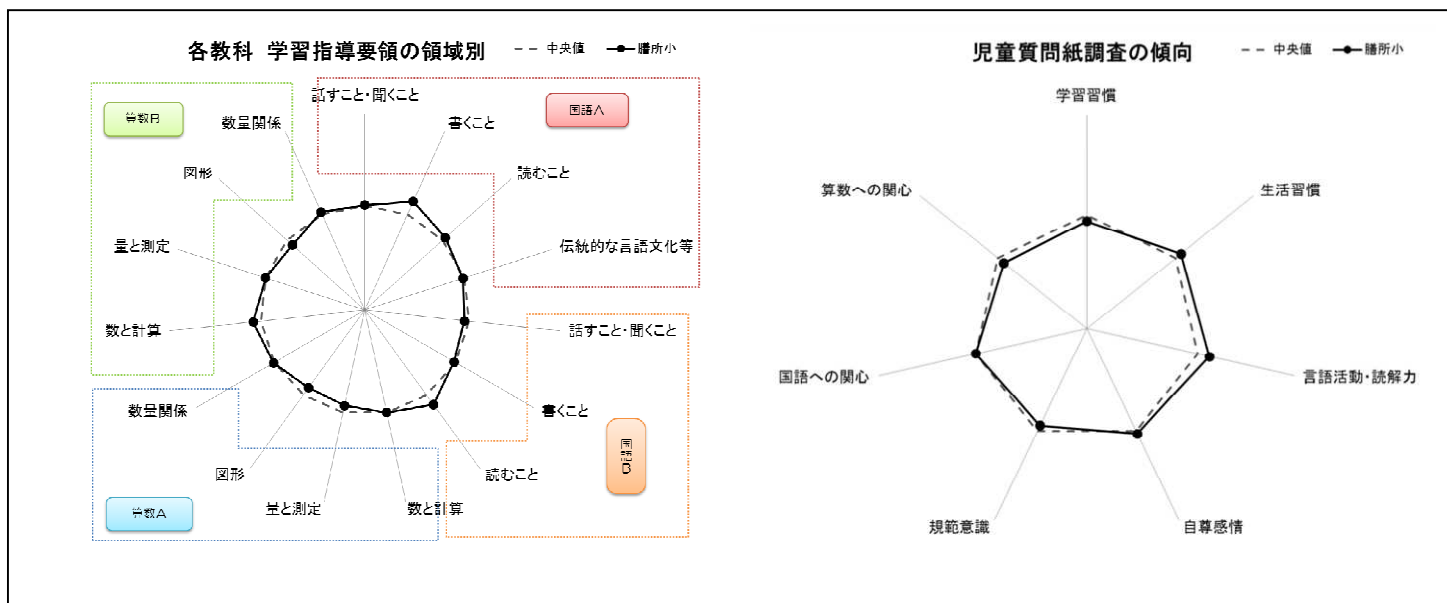 各教科 学習指導要領の領域別
中央値
膳所小
話すこと・聞くこと
国語A
書くこと
読むこと
伝統的な言語文化等
話すこと・聞くこと
書くこと
国語B
読むこと
数と計算
量と測定
図形
数量関係
算数A
数と計算
量と測定
図形
数量関係
算数B
児童質問紙調査の傾向
中央値
膳所小
学習習慣
生活習慣
言語活動・読解力
自尊感情
規範意識
国語への関心
算数への関心